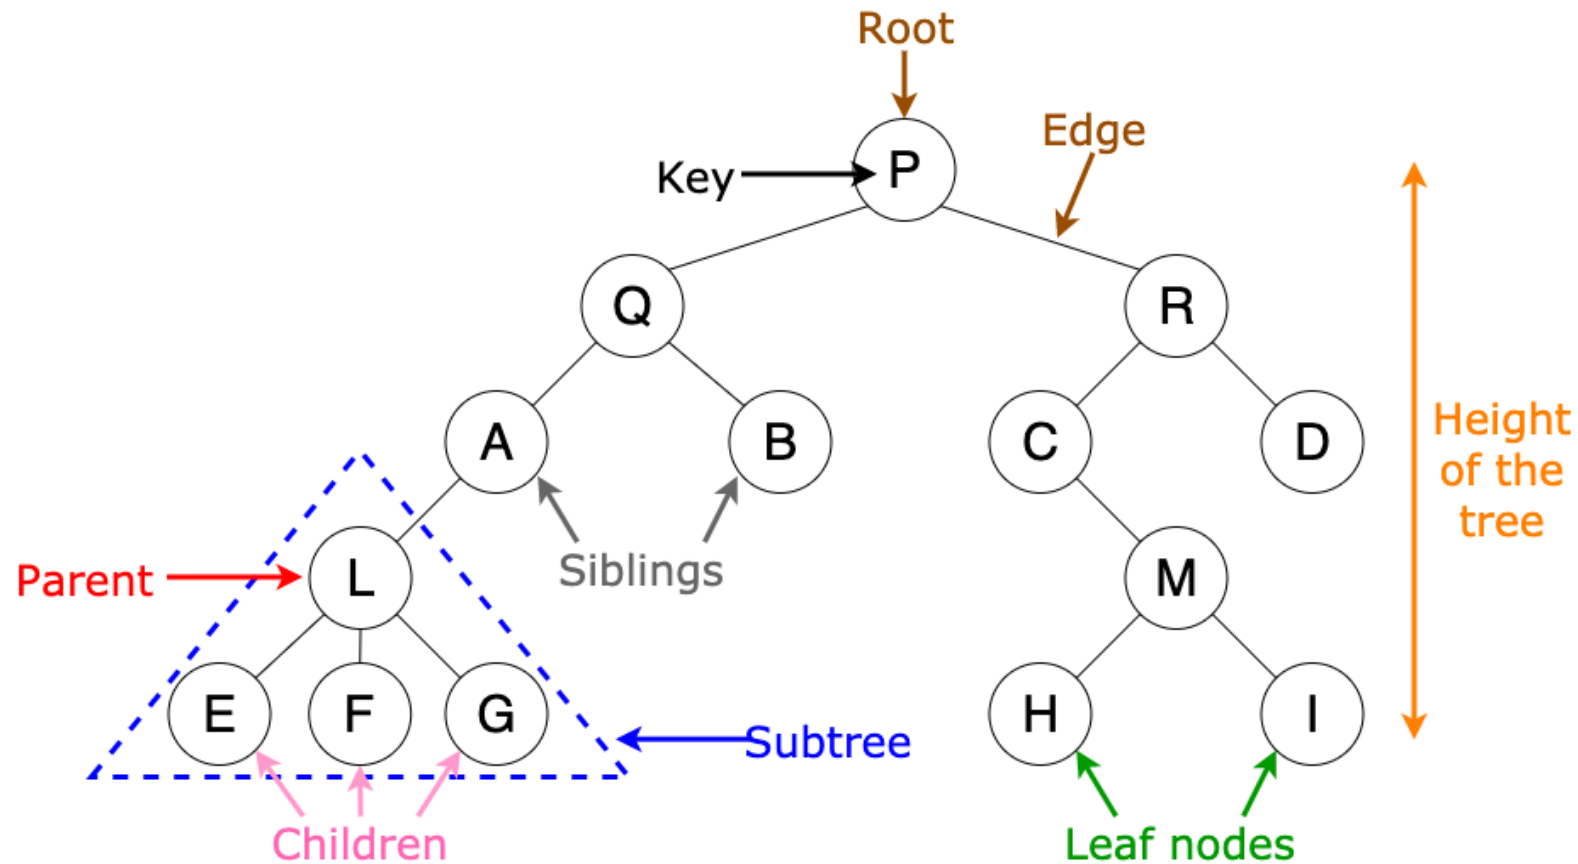 Root
Edge
Key
P
Q
R
A
B
C
D
Height
of the
tree
Siblings
Parent
L
M
E
F
G
H
I
Subtree
Children
Leaf nodes